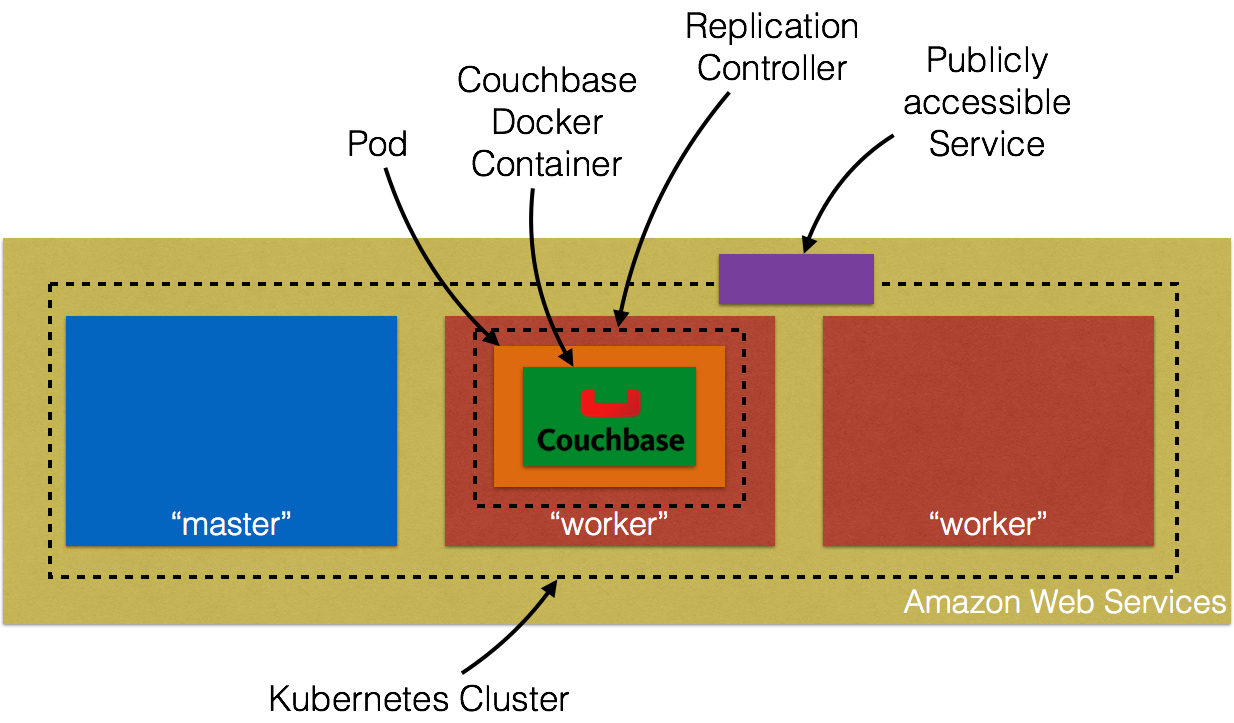 Replication
Controller
Publicly
accessible
Service
Couchbase
Docker
Container
Pod
Couchbase
“master”
“worker”
“worker”
Amazon Web Services
Kubernetes Cluster